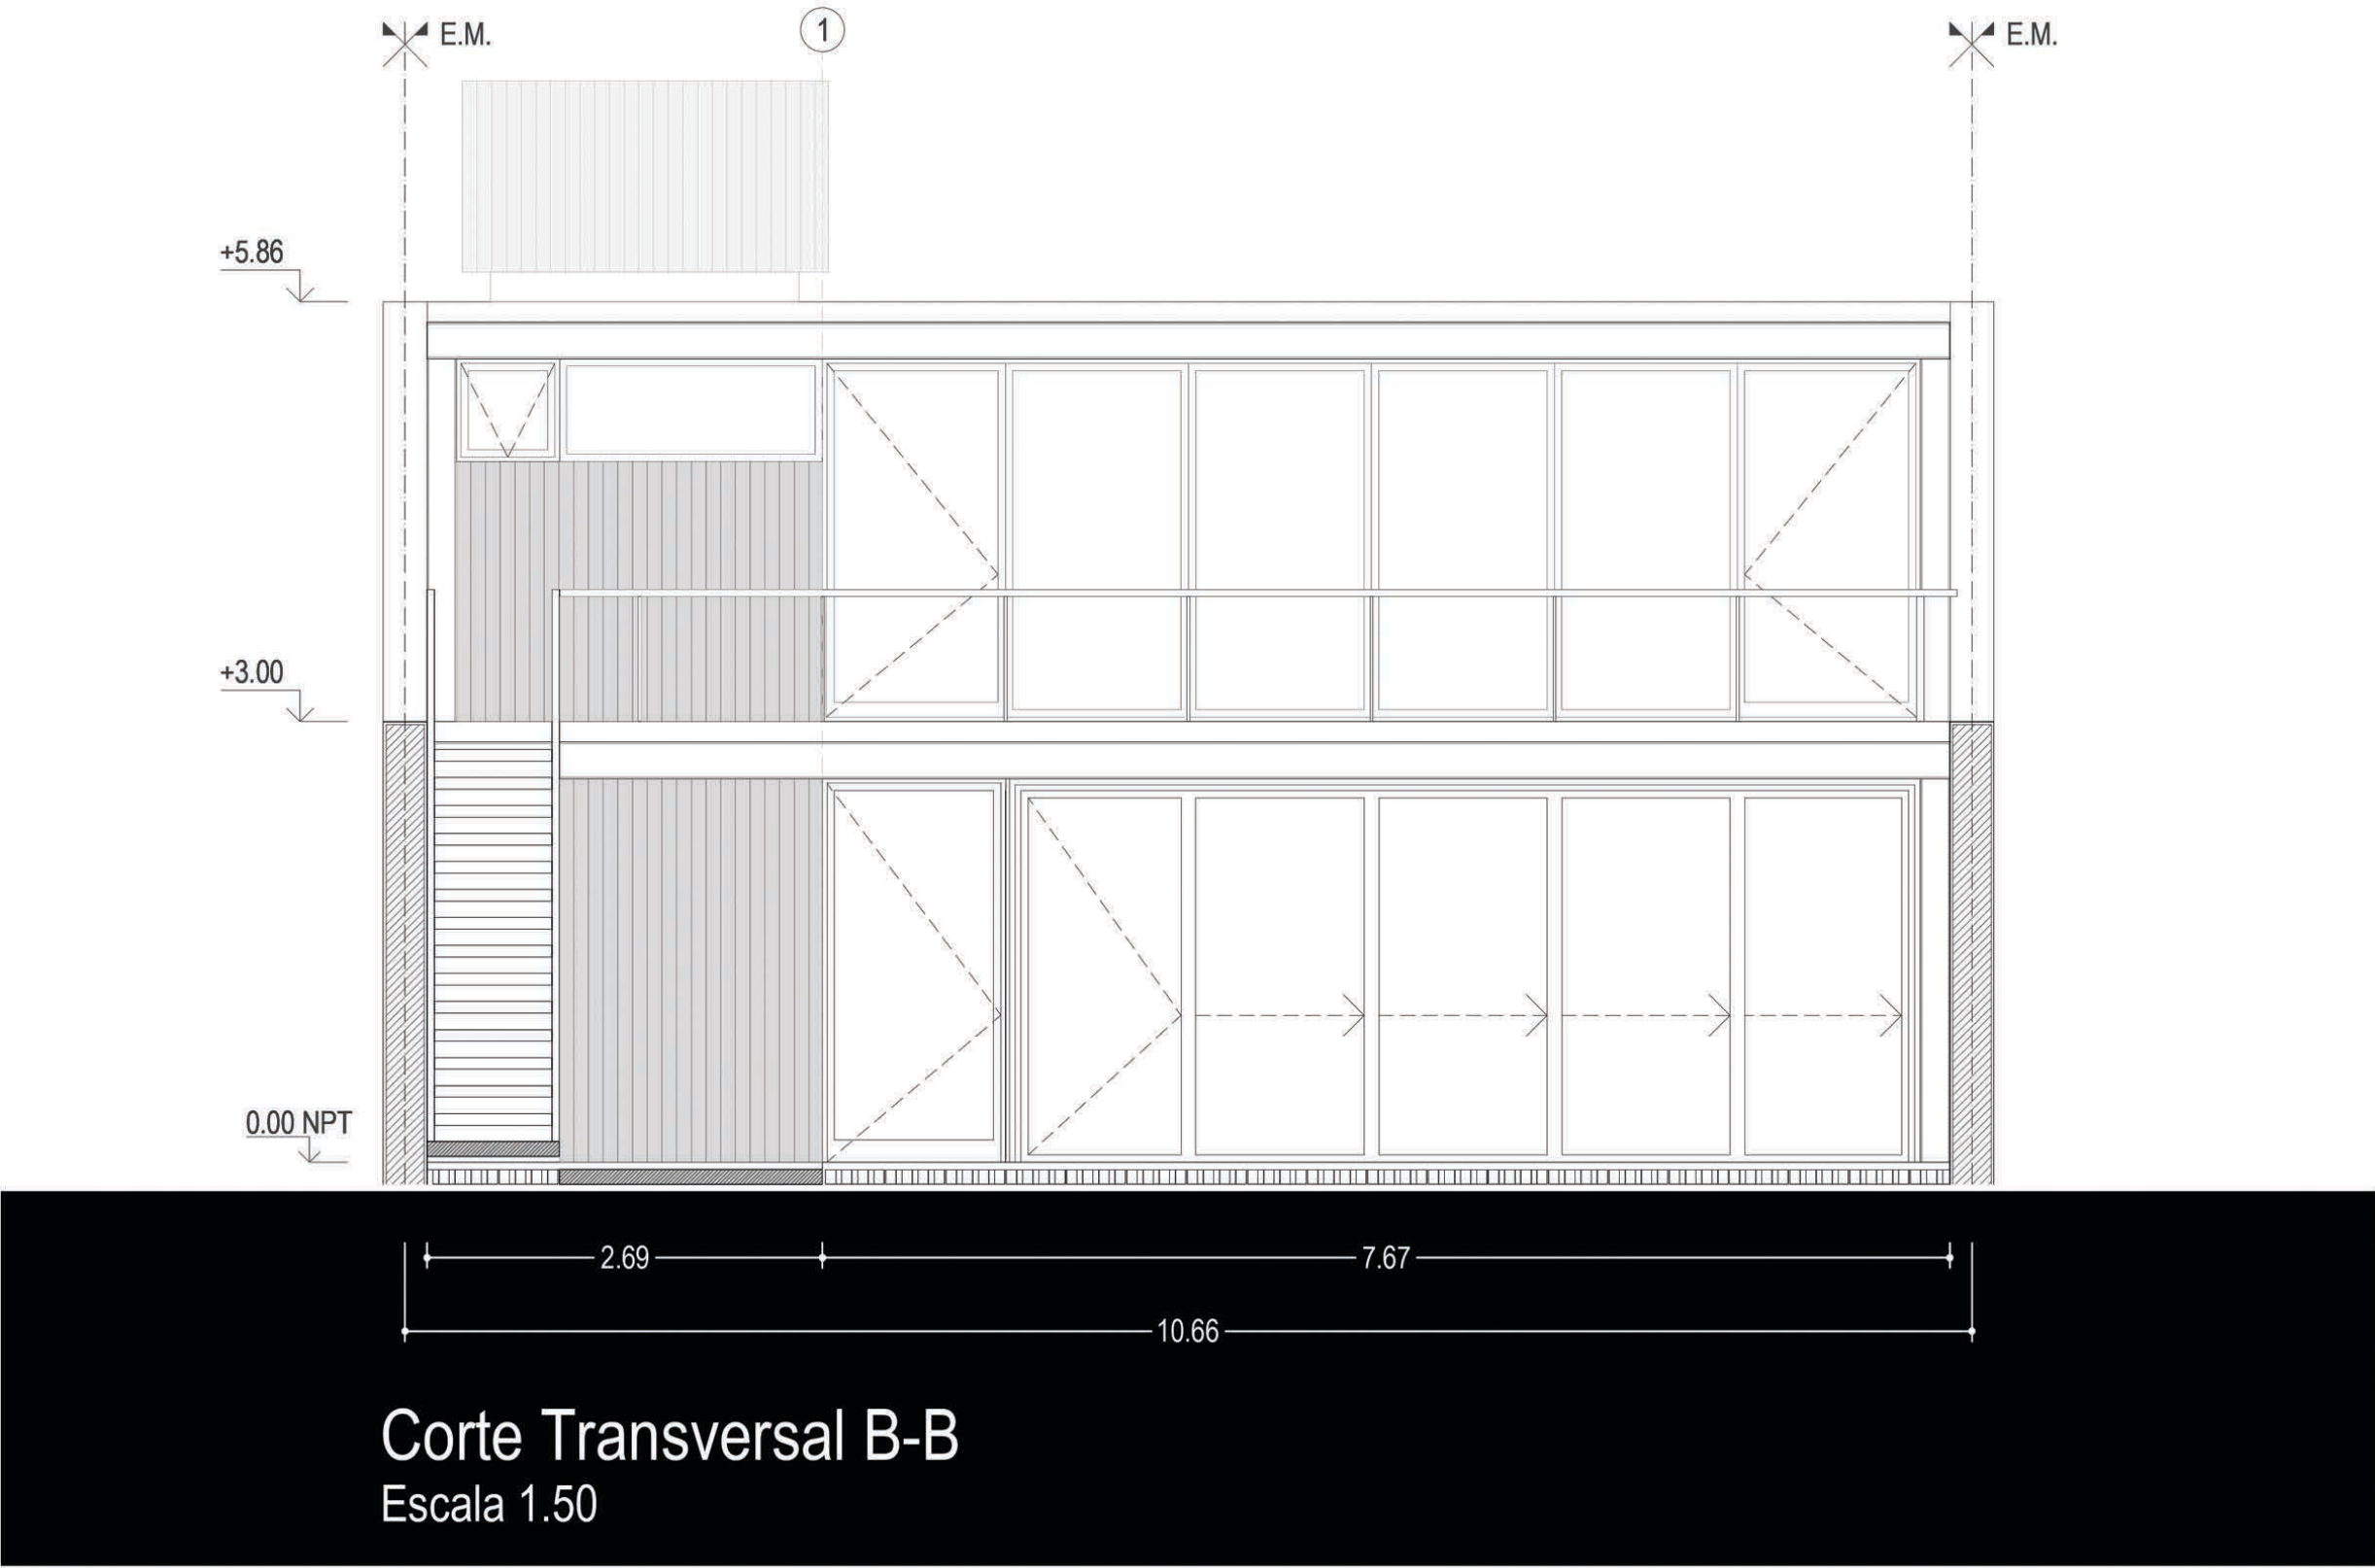 E.M.
1
E.M.
+5.86
+3.00
0.00 NPT
2.69
7.67
10.66
Corte Transversal B-B
Escala 1.50